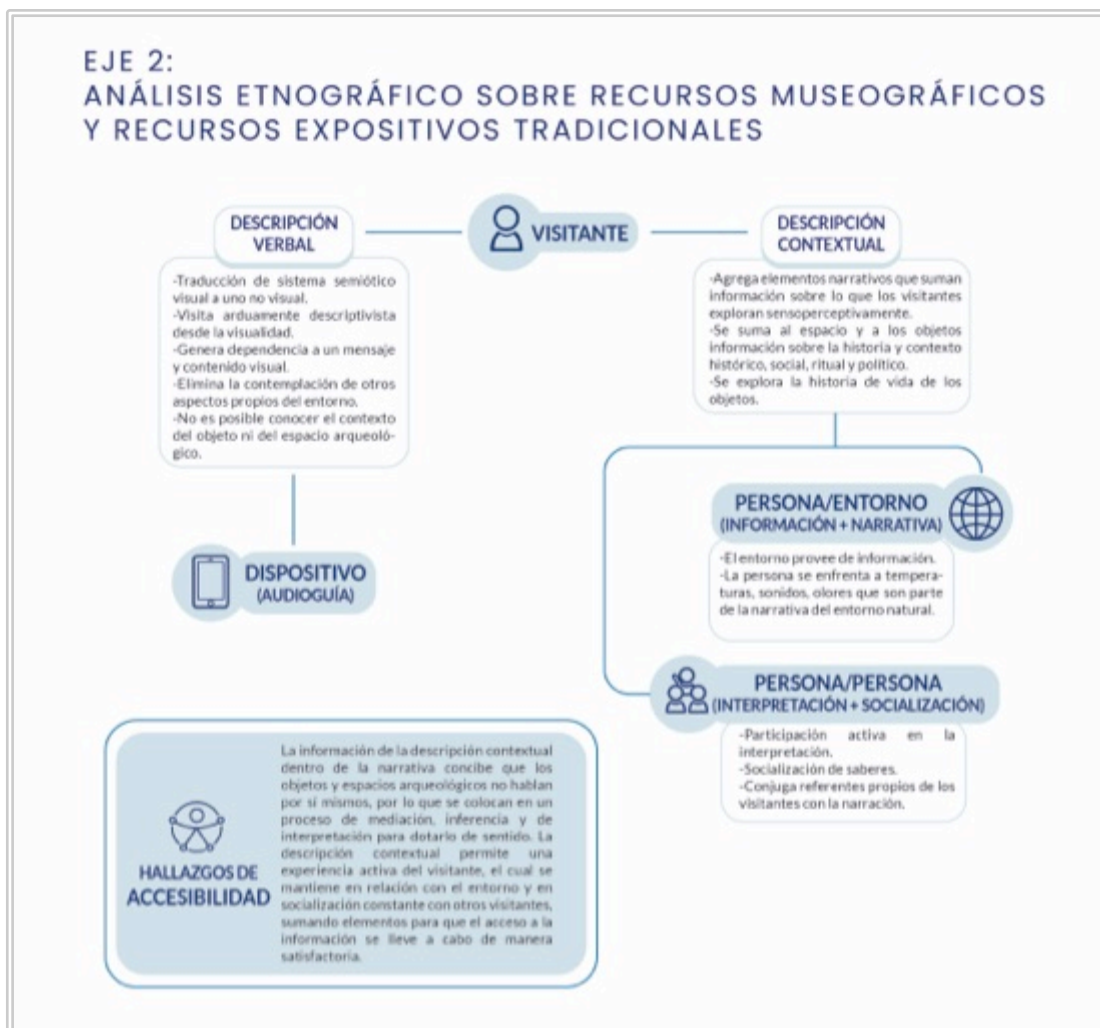 EJE 2:
ANÁLISIS ETNOGRÁFICO SOBRE RECURSOS MUSEOGRÁFICOS
Y RECURSOS EXPOSITIVOS TRADICIONALES
VISITANTE
DESCRIPCIÓN
VERBAL
-Traducción de sistema semiótico
visual a uno no visual.
-Visita arduamente descriptivista
desde la visualidad.
-Genera dependencia a un mensaje
y contenido visual.
-Elimina la contemplación de otros
aspectos propios del entorno.
-No es posible conocer el contexto
del objeto ni del espacio arqueoló-
gico.
DISPOSITIVO
(AUDIOGUÍA)
DESCRIPCIÓN
CONTEXTUAL
-Agrega elementos narrativos que suman
información sobre lo que los visitantes
exploran sensoperceptivamente.
-Se suma al espacio y a los objetos
información sobre la historia y contexto
histórico, social, ritual y político.
-Se explora la historia de vida de los
objetos.
PERSONA/ENTORNO
(INFORMACIÓN + NARRATIVA)
-El entorno provee de información.
-La persona se enfrenta a tempera-
turas, sonidos, olores que son parte
de la narrativa del entorno natural.
PERSONA/PERSONA
(INTERPRETACIÓN + SOCIALIZACIÓN)
-Participación activa en la
interpretación.
-Socialización de saberes.
-Conjuga referentes propios de los
visitantes con la narración.
HALLAZGOS DE
ACCESIBILIDAD
La información de la descripción contextual
dentro de la narrativa concibe que los
objetos y espacios arqueológicos no hablan
por sí mismos, por lo que se colocan en un
proceso de mediación, inferencia y de
interpretación para dotarlo de sentido. La
descripción contextual permite una
experiencia activa del visitante, el cual se
mantiene en relación con el entorno y en
socialización constante con otros visitantes,
sumando elementos para que el acceso a la
información se lleve a cabo de manera
satisfactoria.